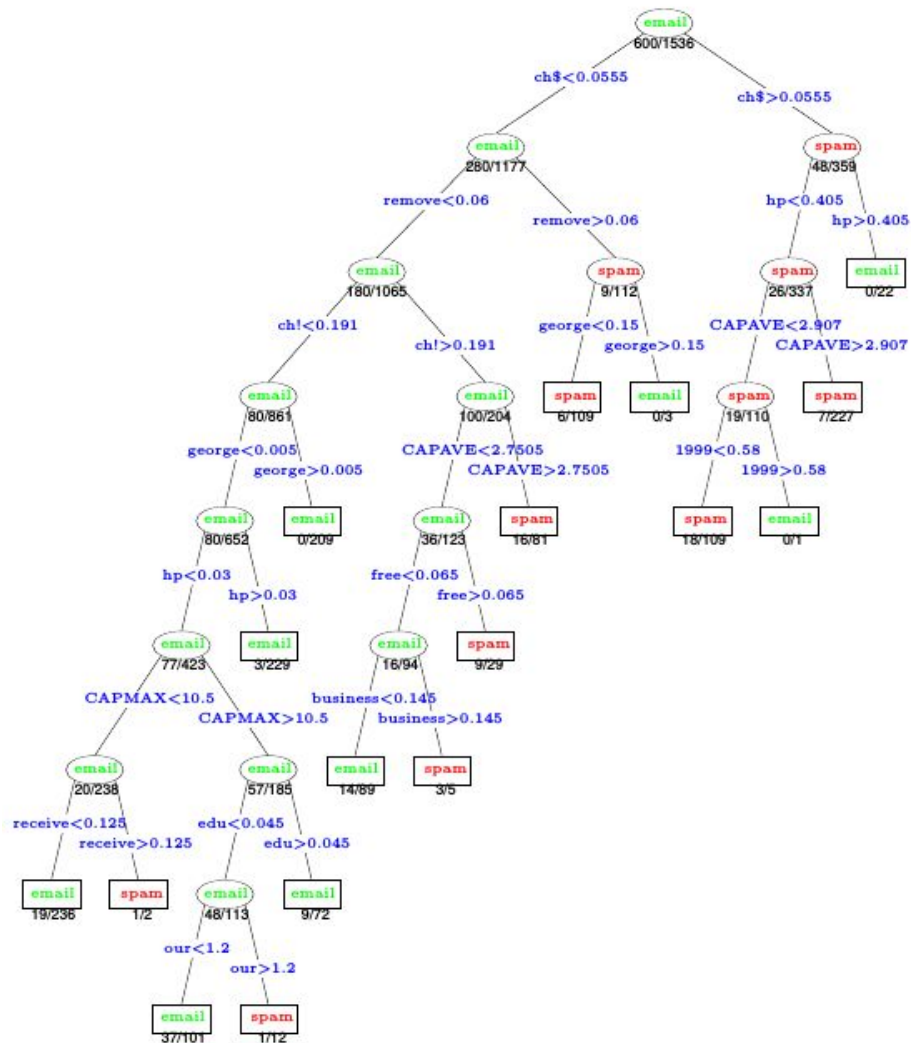 email
600/1536
ch$<0.0555
ch$>0.0555
email
280/1177
spam
48/359
remove<0.06
remove>0.06
hp<0.405
hp>0.405
email
180/1065
spam
9/112
spam
26/337
email
0/22
ch!<0.191
ch!>0.191
george<0.15
george>0.15
CAPAVE<2.907
CAPAVE>2.907
email
80/861
email
100/204
spam
6/109
email
0/3
spam
19/110
spam
7/227
george<0.005
george>0.005
CAPAVE<2.7505
CAPAVE>2.7505
1999<0.58
1999>0.58
email
80/652
email
0/209
email
36/123
spam
16/81
spam
18/109
email
0/1
hp<0.03
hp>0.03
free<0.065
free>0.065
email
77/423
email
3/229
email
16/94
spam
9/29
CAPMAX<10.5
CAPMAX>10.5
business<0.145
business>0.145
email
20/238
email
57/185
email
14/89
spam
3/5
receive<0.125
receive>0.125
edu<0.045
edu>0.045
email
19/236
spam
1/2
email
48/113
email
9/72
our<1.2
our>1.2
email
37/101
spam
1/12